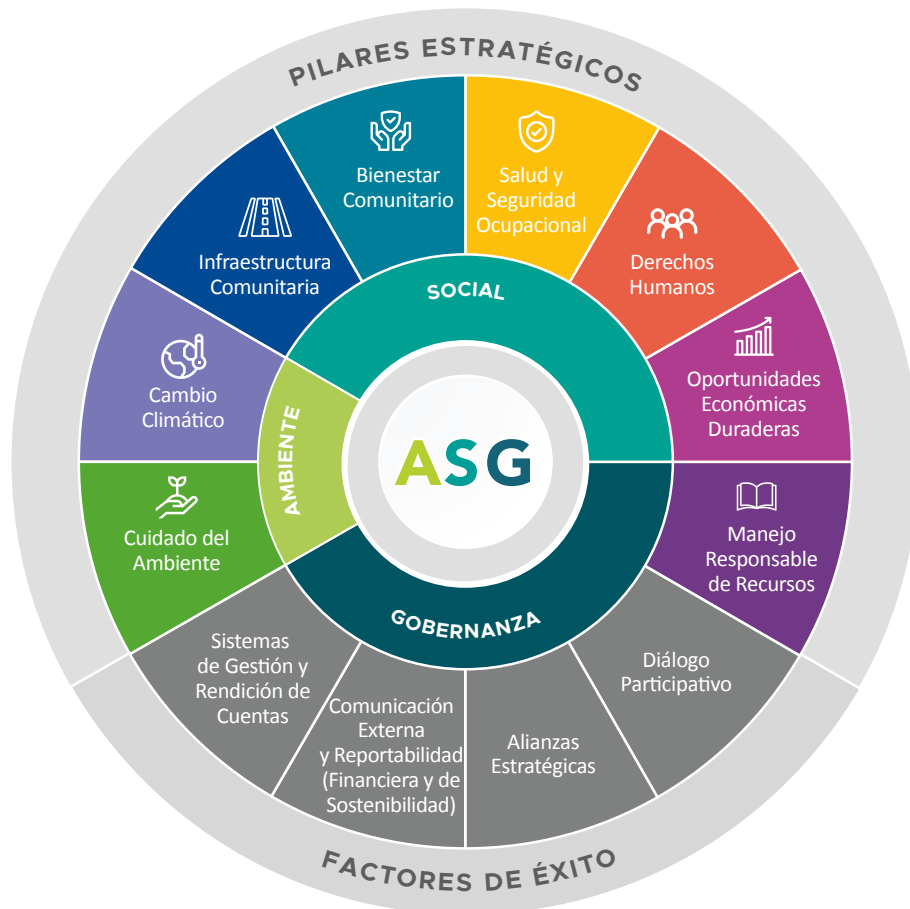 PILARES ESTRATÉGICOS
Bienestar
Comunitario
Salud y
Seguridad
Ocupacional
Infraestructura
Comunitaria
Derechos
Humanos
SOCIAL
Cambio
Climático
Oportunidades
Económicas
Duraderas
AMBIENTE
ASG
Cuidado del
Ambiente
Manejo
Responsable
de Recursos
GOBERNANZA
Sistemas
de Gestión y
Rendición de
Cuentas
Comunicación
Externa
y Reportabilidad
(Financiera y de
Sostenibilidad)
Alianzas
Estratégicas
Diálogo
Participativo
FACTORES DE ÉXITO